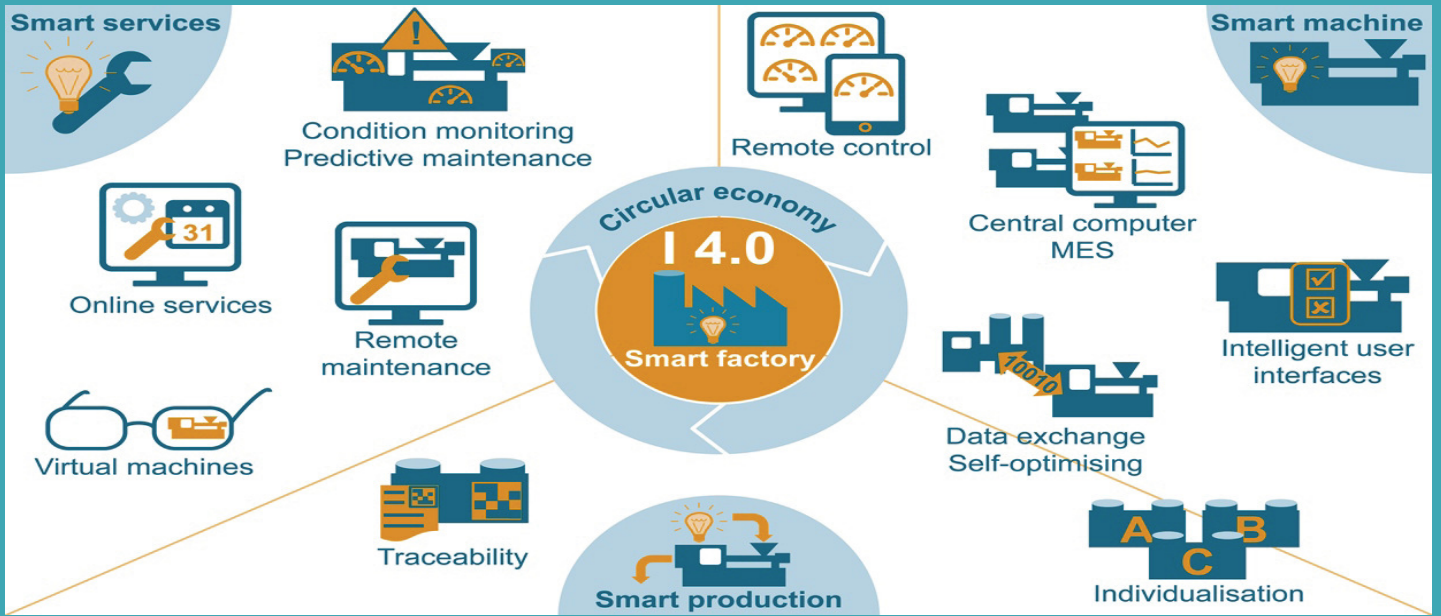 Smart services
Condition monitoring
Predictive maintenance
31
Online services
Remote
maintenance
Virtual machines
Remote control
Smart machine
Central computer
MES
Intelligent user
interfaces
10010
Data exchange
Self-optimising
Circular economy
I 4.0
Smart factory
Traceability
Smart production
A
B
C
Individualisation